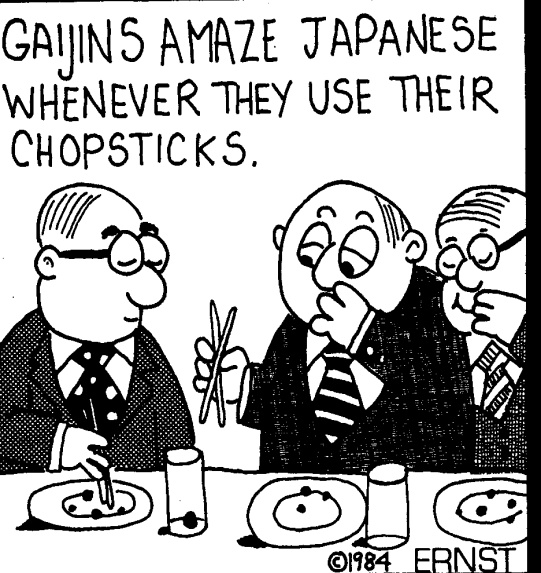 GAIJINS AMAZE JAPANESE
WHENEVER THEY USE THEIR
CHOPSTICKS.
©1984 ERNST